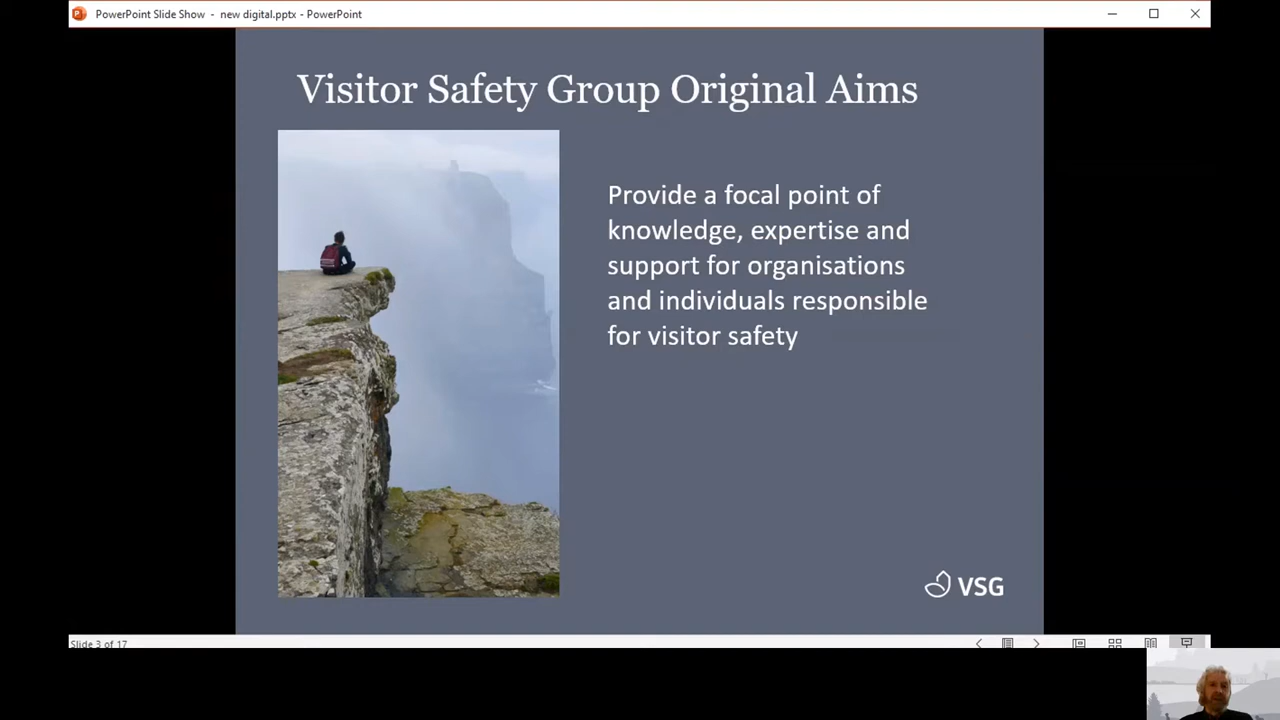 PowerPoint Slide Show - new digital.pptx - PowerPoint
Visitor Safety Group Original Aims
Provide a focal point of
knowledge, expertise and
support for organisations
and individuals responsible
for visitor safety
VSG
Slide 3 of 17